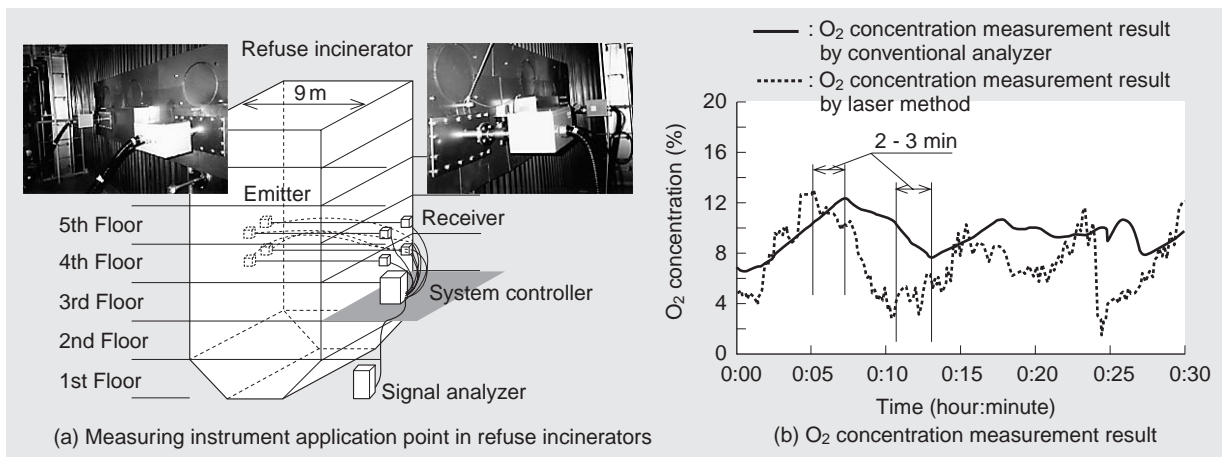 Refuse incinerator
9 m
Emitter
Receiver
5th Floor
4th Floor
3rd Floor
System controller
2nd Floor
1st Floor
Signal analyzer
(a) Measuring instrument application point in refuse incinerators
: O2 concentration measurement result
by conventional analyzer
: O2 concentration measurement result
by laser method
20
16
12
8
4
0
O2 concentration (%)
2 - 3 min
0:00 0:05 0:10 0:15 0:20 0:25 0:30
Time (hour:minute)
(b) O2 concentration measurement result